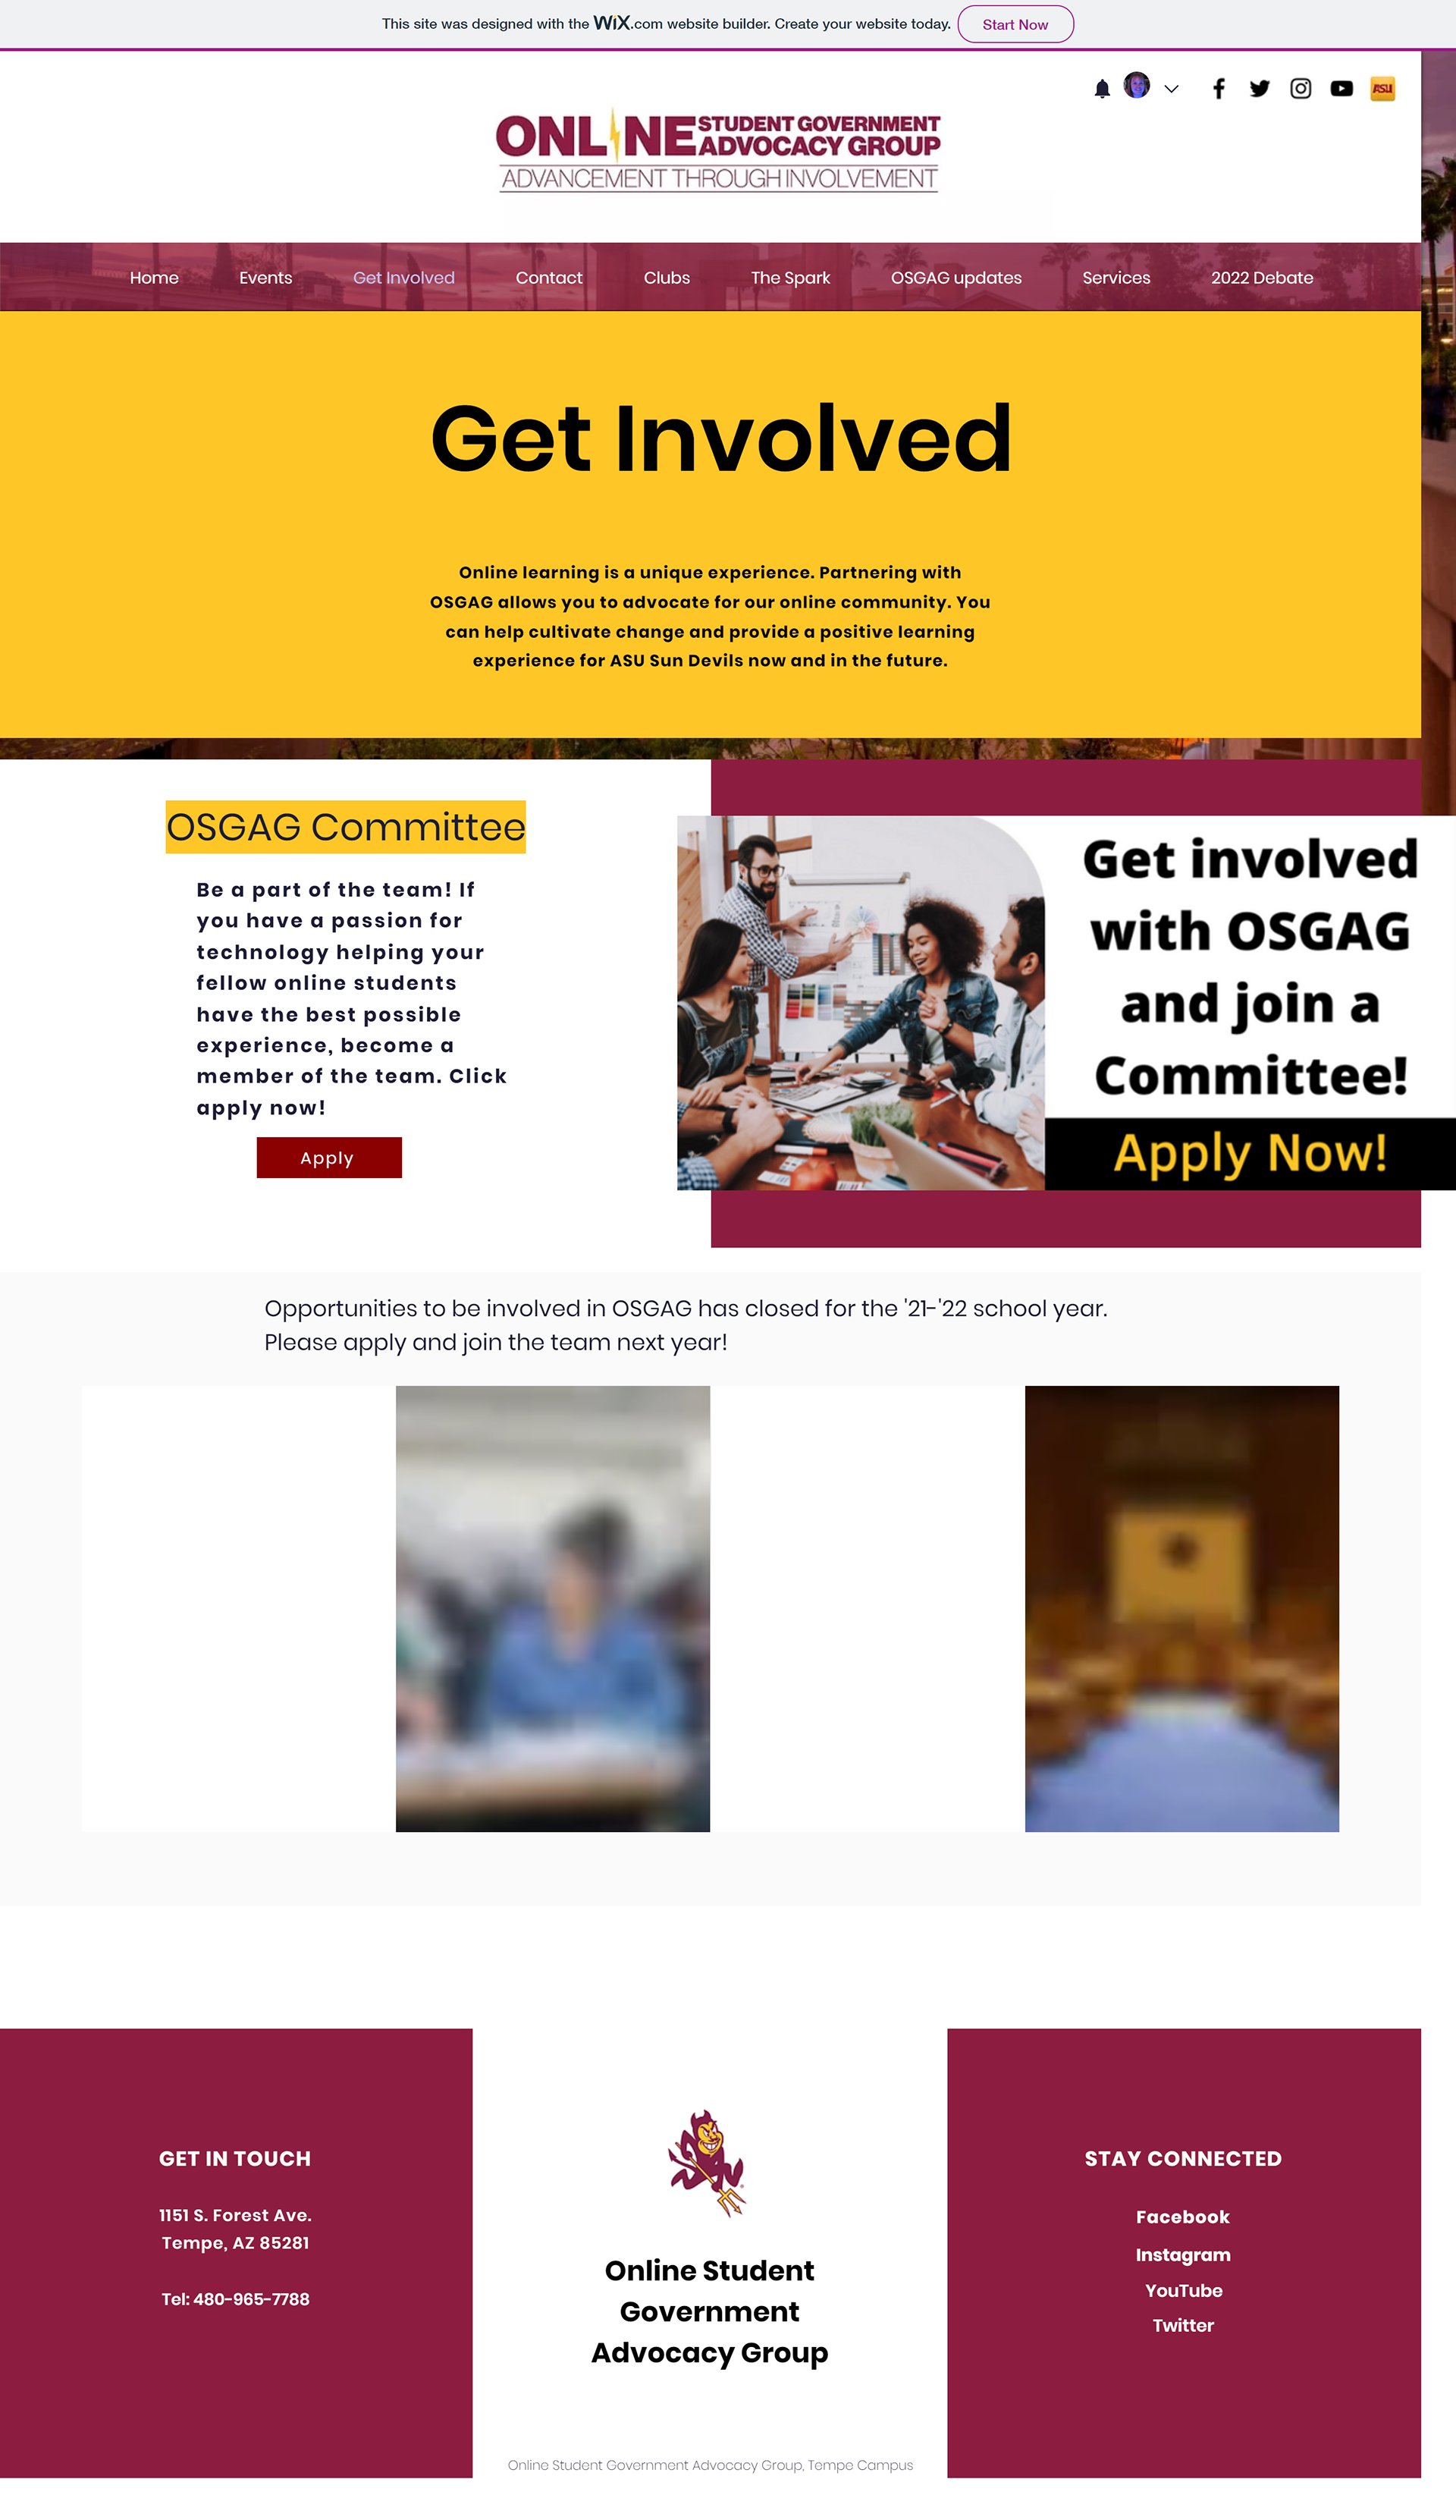 This site was designed with the WiX.com website builder. Create your website today. Start Now
ASU
ONLINE STUDENT GOVERNMENT
ADVOCACY GROUP
ADVANCEMENT THROUGH INVOLVEMENT
Home Events Get Involved Contact Clubs The Spark OSGAG updates Services 2022 Debate
Get Involved
Online learning is a unique experience. Partnering with
OSGAG allows you to advocate for our online community. You
can help cultivate change and provide a positive learning
experience for ASU Sun Devils now and in the future.
OSGAG Committee
Be a part of the team! If
you have a passion for
technology helping your
fellow online students
have the best possible
experience, become a
member of the team. Click
apply now!
Apply
Get involved
with OSGAG
and join a
Committee!
Apply Now!
Opportunities to be involved in OSGAG has closed for the '21-'22 school year.
Please apply and join the team next year!
GET IN TOUCH
1151 S. Forest Ave.
Tempe, AZ 85281
Tel: 480-965-7788
Online Student
Government
Advocacy Group
Online Student Government Advocacy Group, Tempe Campus
STAY CONNECTED
Facebook
Instagram
YouTube
Twitter